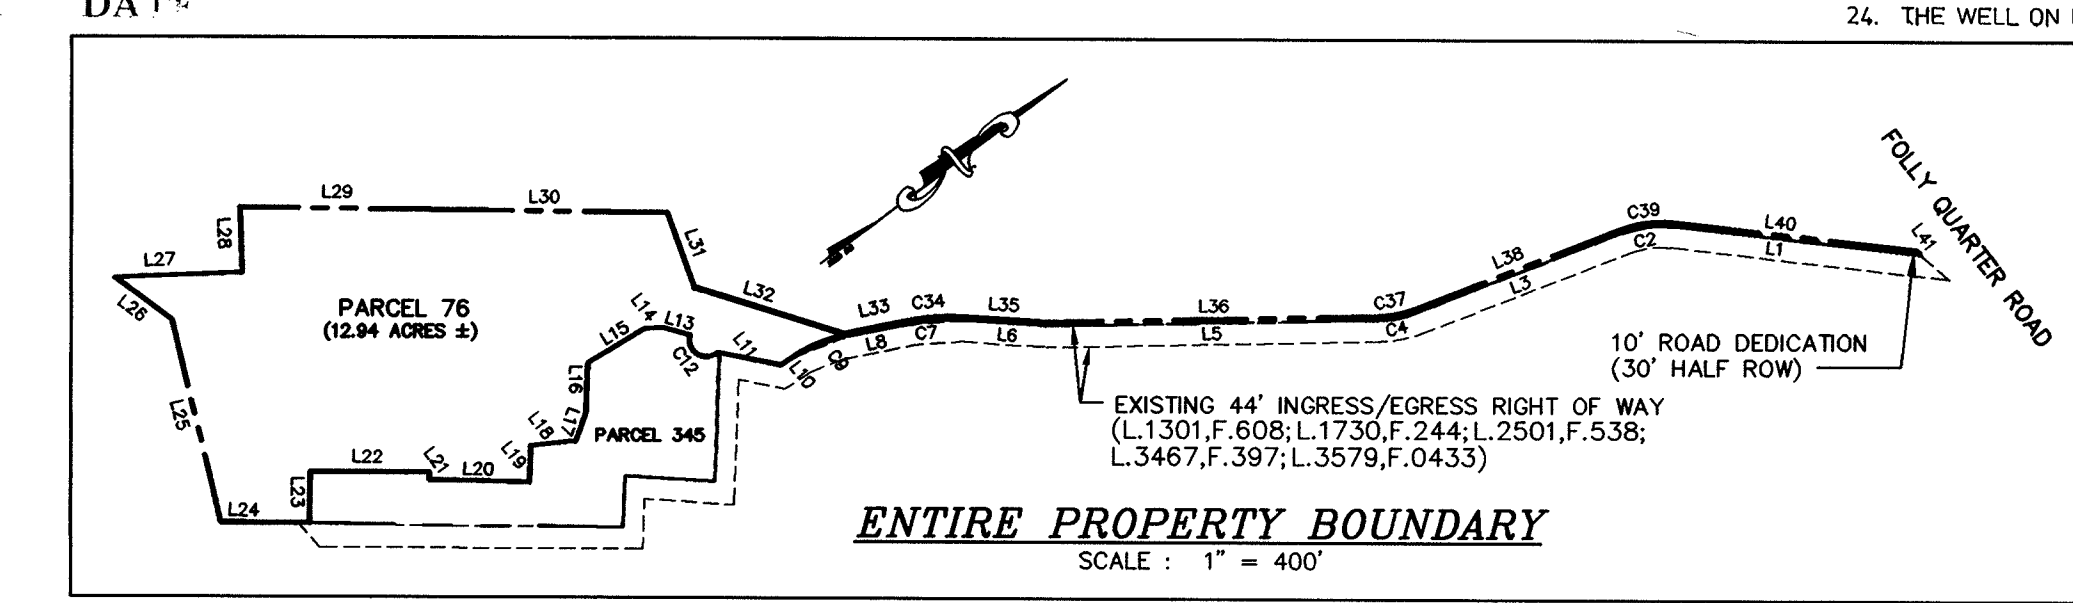 24. THE WELL ON
L29
L30
L28
L27
L26
L31
L32
PARCEL 76
(12.94 ACRES ±)
L14
L13
L15
C12
L11
L10
C9
L33
L8
C34
C7
L35
L6
L36
L5
C37
C4
L38
L3
C39
C2
L40
L1
L41
FOLLY QUARTER ROAD
10' ROAD DEDICATION
(30' HALF ROW)
EXISTING 44' INGRESS/EGRESS RIGHT OF WAY
(L.1301,F.608; L.1730,F.244; L.2501,F.538;
L.3467,F.397; L.3579,F.0433)
L16
L17
L18
L19
PARCEL 345
L25
L22
L21
L20
L23
L24
ENTIRE PROPERTY BOUNDARY
SCALE : 1" = 400'